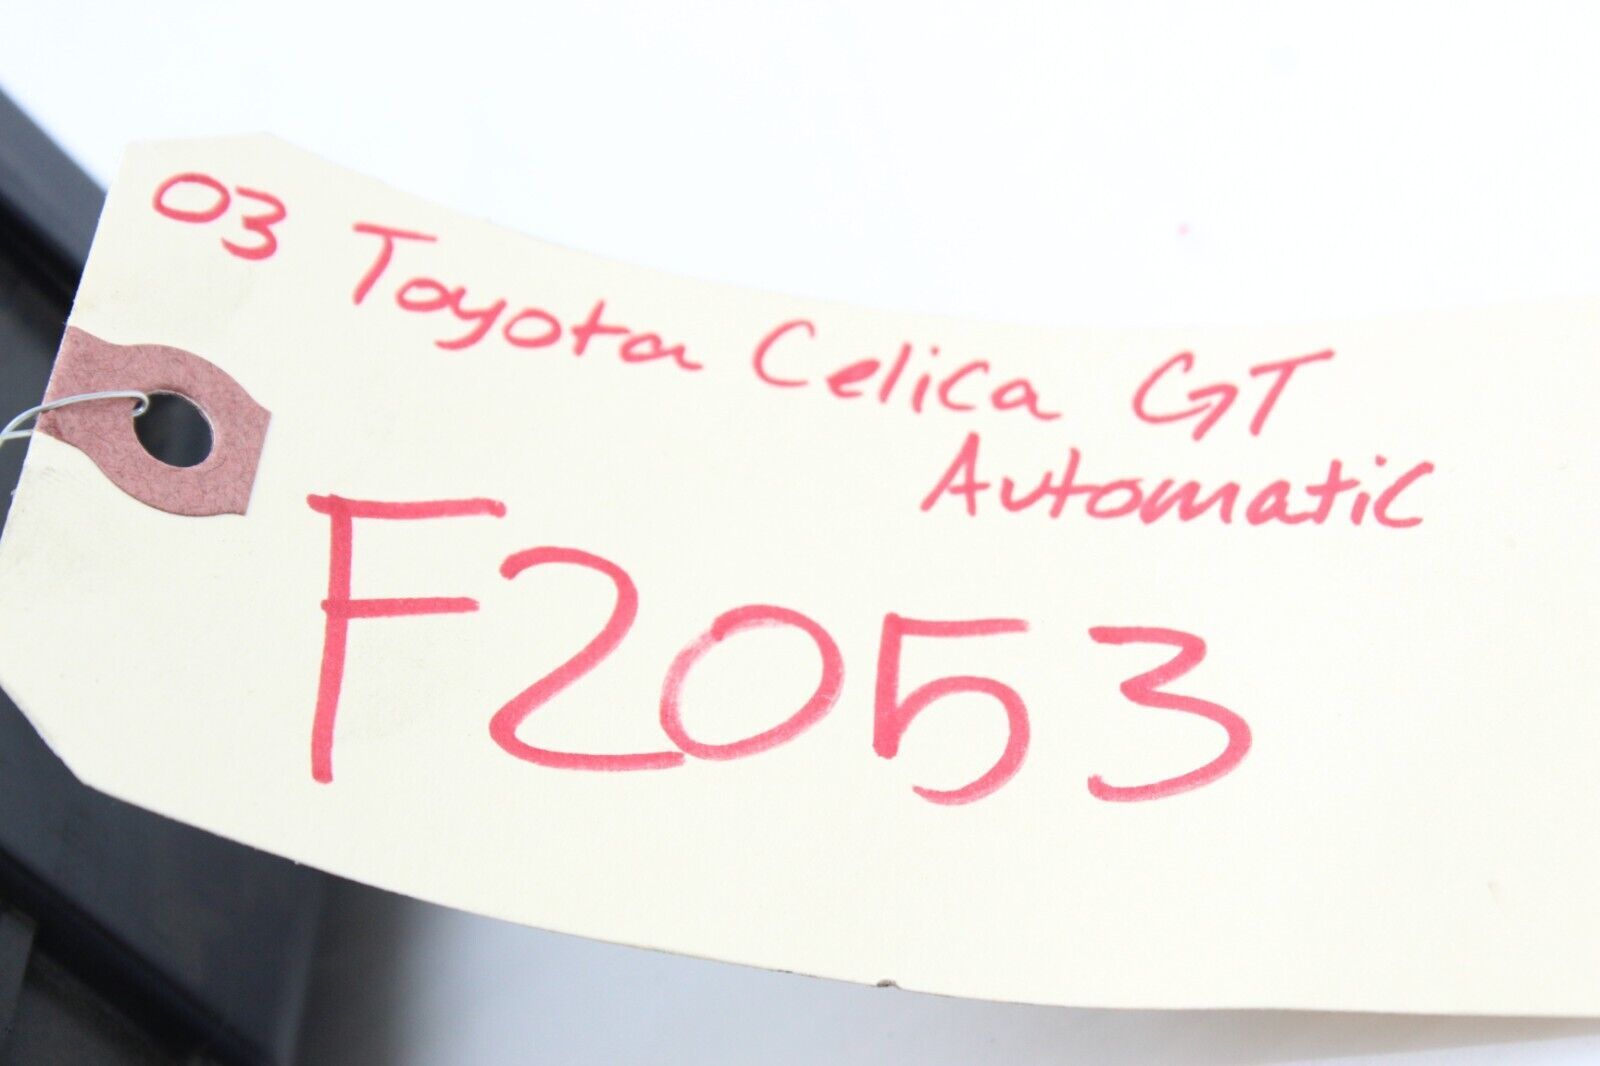 03 Toyota Celica GT
Automatic
F2053